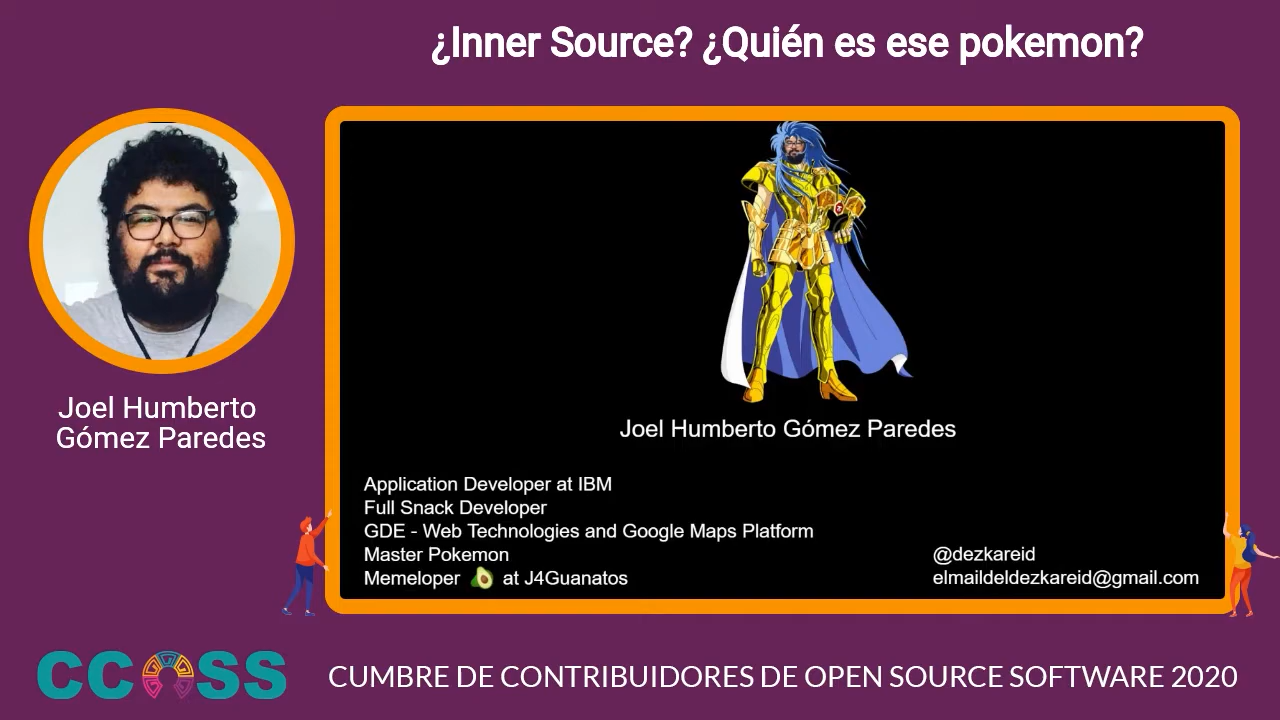 ¿Inner Source? ¿Quién es ese pokemon?
Joel Humberto
Gómez Paredes
Joel Humberto Gómez Paredes
Application Developer at IBM
Full Snack Developer
GDE - Web Technologies and Google Maps Platform
Master Pokemon
Memeloper 🥑 at J4Guanatos
@dezkareid
elmaildeldezkareid@gmail.com
CCOSS
CUMBRE DE CONTRIBUIDORES DE OPEN SOURCE SOFTWARE 2020